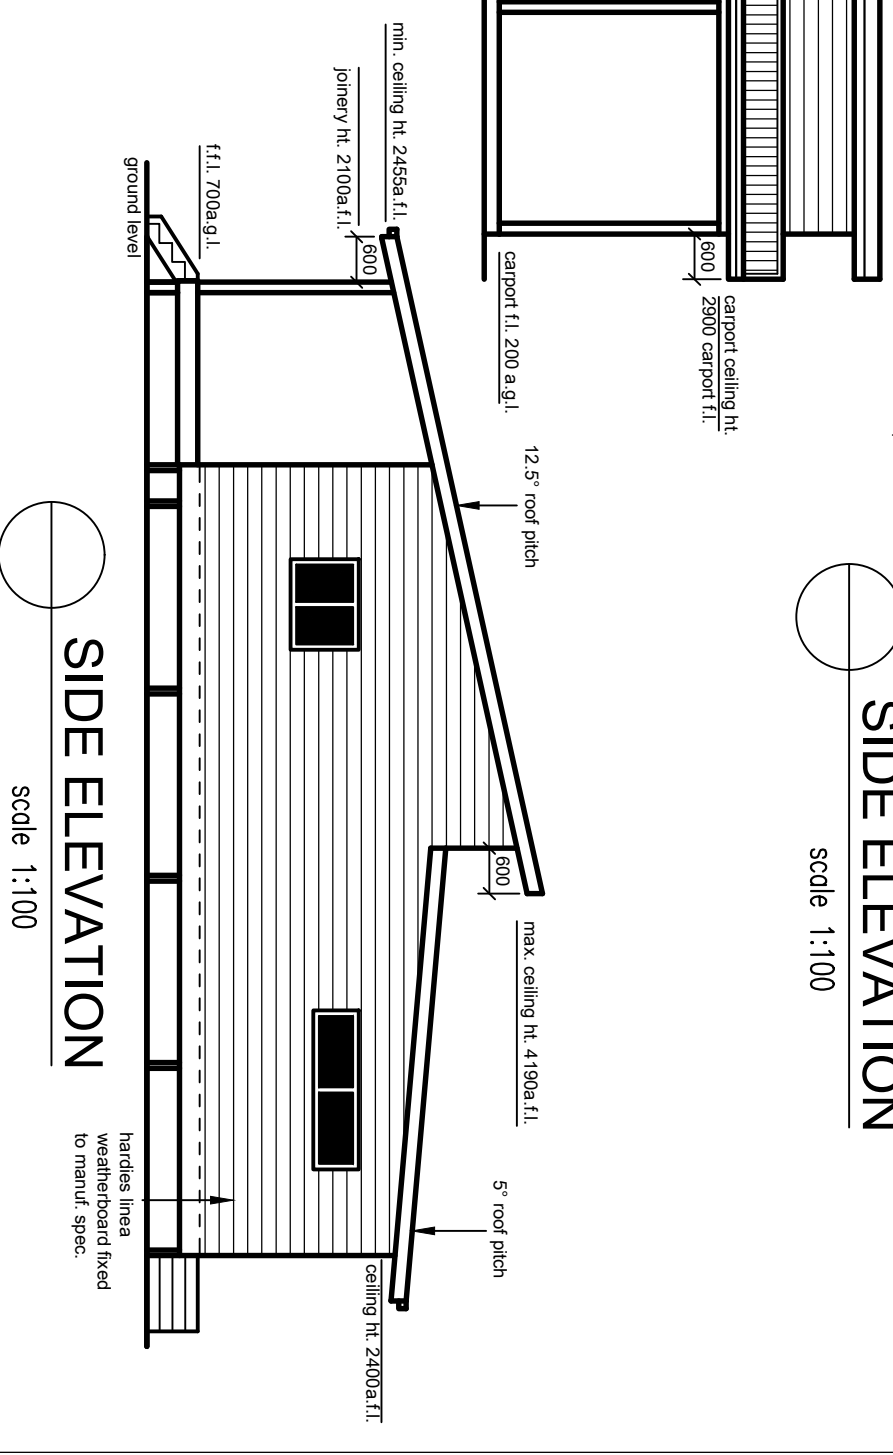 carport ceiling ht.
2900 carport f.l.
600
carport f.l. 200 a.g.l.
SIDE ELEVATION
scale 1:100
min. ceiling ht. 2455a.f.l.
joinery ht. 2100a.f.l.
600
f.f.l. 700a.g.l.
ground level
12.5° roof pitch
600
max. ceiling ht. 4190a.f.l.
5° roof pitch
ceiling ht. 2400a.f.l.
hardies linea
weatherboard fixed
to manuf. spec.
SIDE ELEVATION
scale 1:100